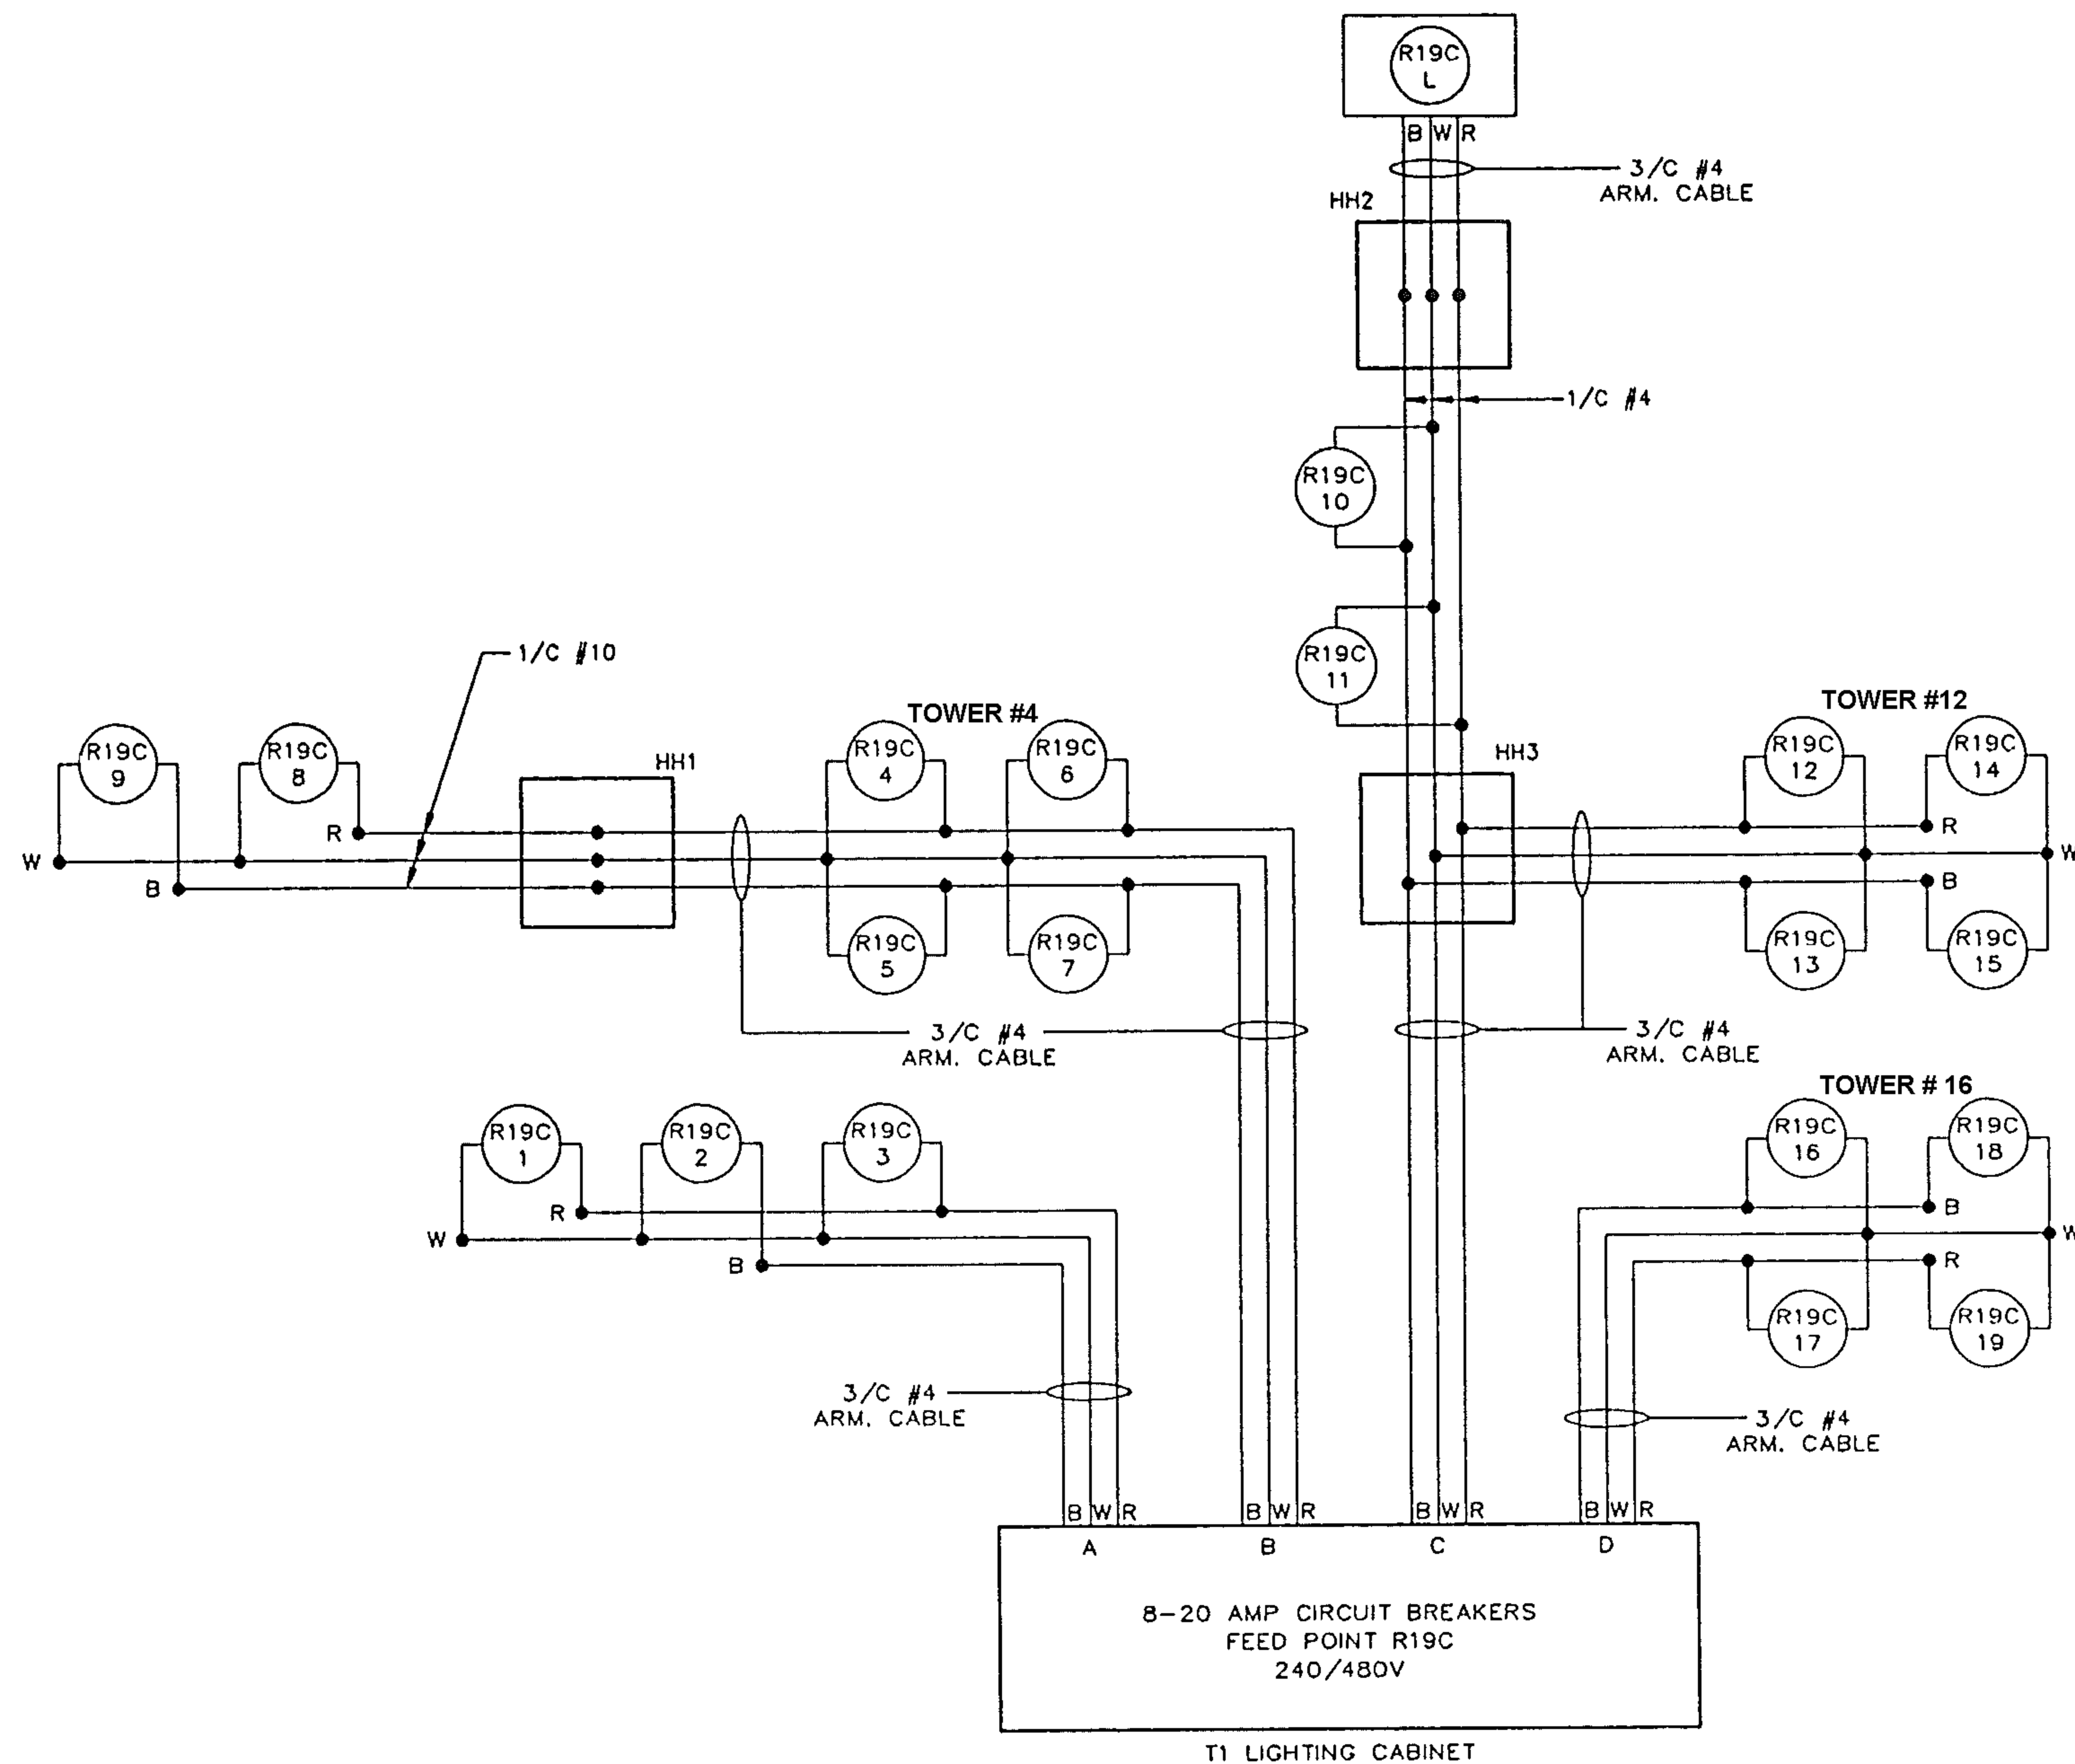 R19C
L
B W R
3/C #4
ARM. CABLE
HH2
1/C #4
R19C
10
R19C
11
1/C #10
TOWER #4
TOWER #12
R19C
9
R19C
8
HH1
R19C
4
R19C
6
HH3
R19C
12
R19C
14
R
W
B
R
W
B
R19C
5
R19C
7
R19C
13
R19C
15
3/C #4
ARM. CABLE
3/C #4
ARM. CABLE
TOWER # 16
R19C
1
R19C
2
R19C
3
R19C
16
R19C
18
R
W
B
B
W
R
R19C
17
R19C
19
3/C #4
ARM. CABLE
3/C #4
ARM. CABLE
B W R
B W R
B W R
B W R
A
B
C
D
8-20 AMP CIRCUIT BREAKERS
FEED POINT R19C
240/480V
T1 LIGHTING CABINET